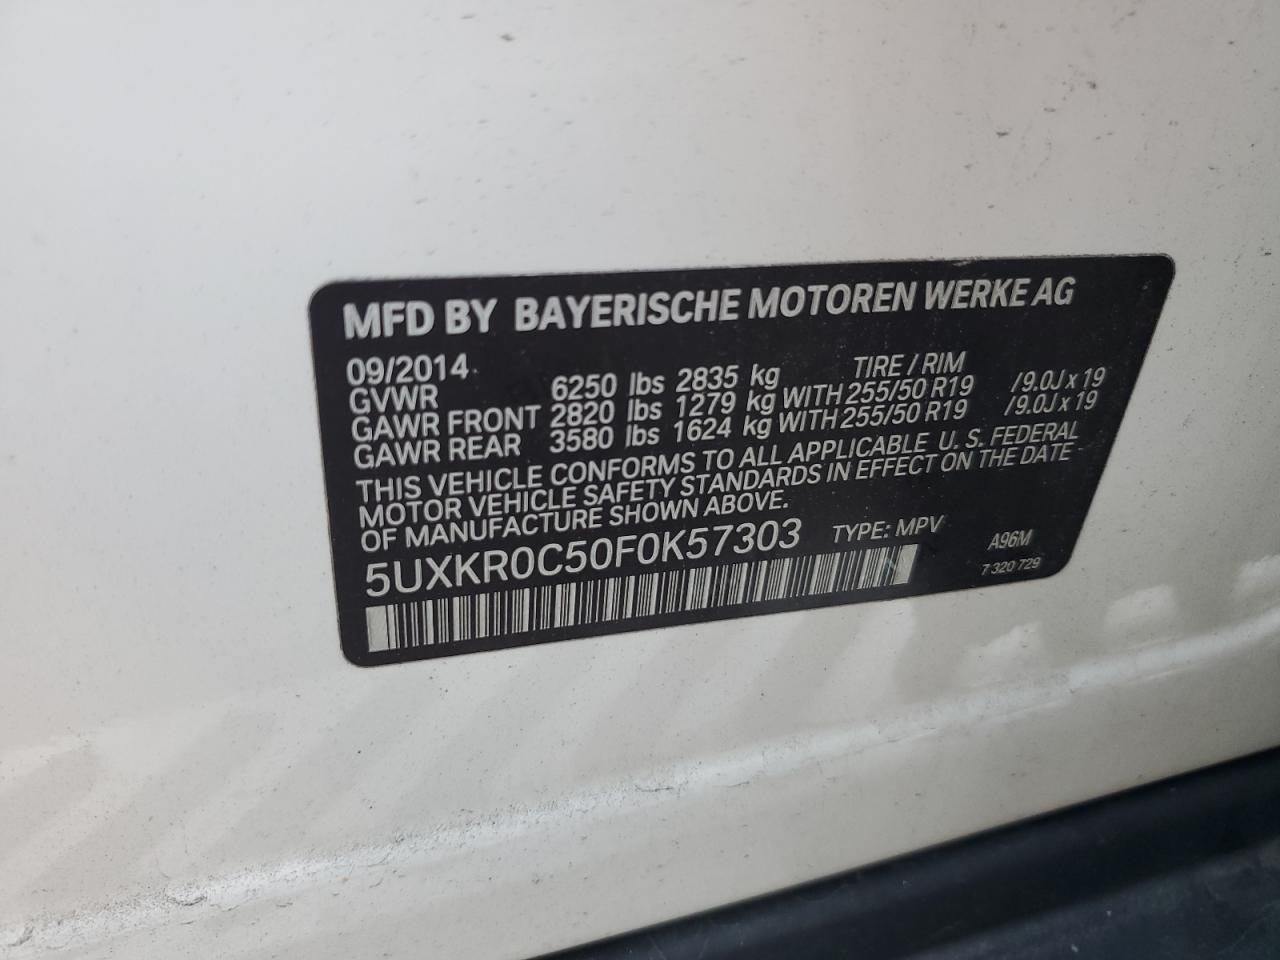 MFD BY BAYERISCHE MOTOREN WERKE AG
09/2014 TIRE / RIM
GVWR 6250 lbs 2835 kg
GAWR FRONT 2820 lbs 1279 kg WITH 255/50 R19 /9.0J x 19
GAWR REAR 3580 lbs 1624 kg WITH 255/50 R19 /9.0J x 19
THIS VEHICLE CONFORMS TO ALL APPLICABLE U.S. FEDERAL
MOTOR VEHICLE SAFETY STANDARDS IN EFFECT ON THE DATE
OF MANUFACTURE SHOWN ABOVE.
5UXKR0C50F0K57303 TYPE: MPV A96M
7 320 729